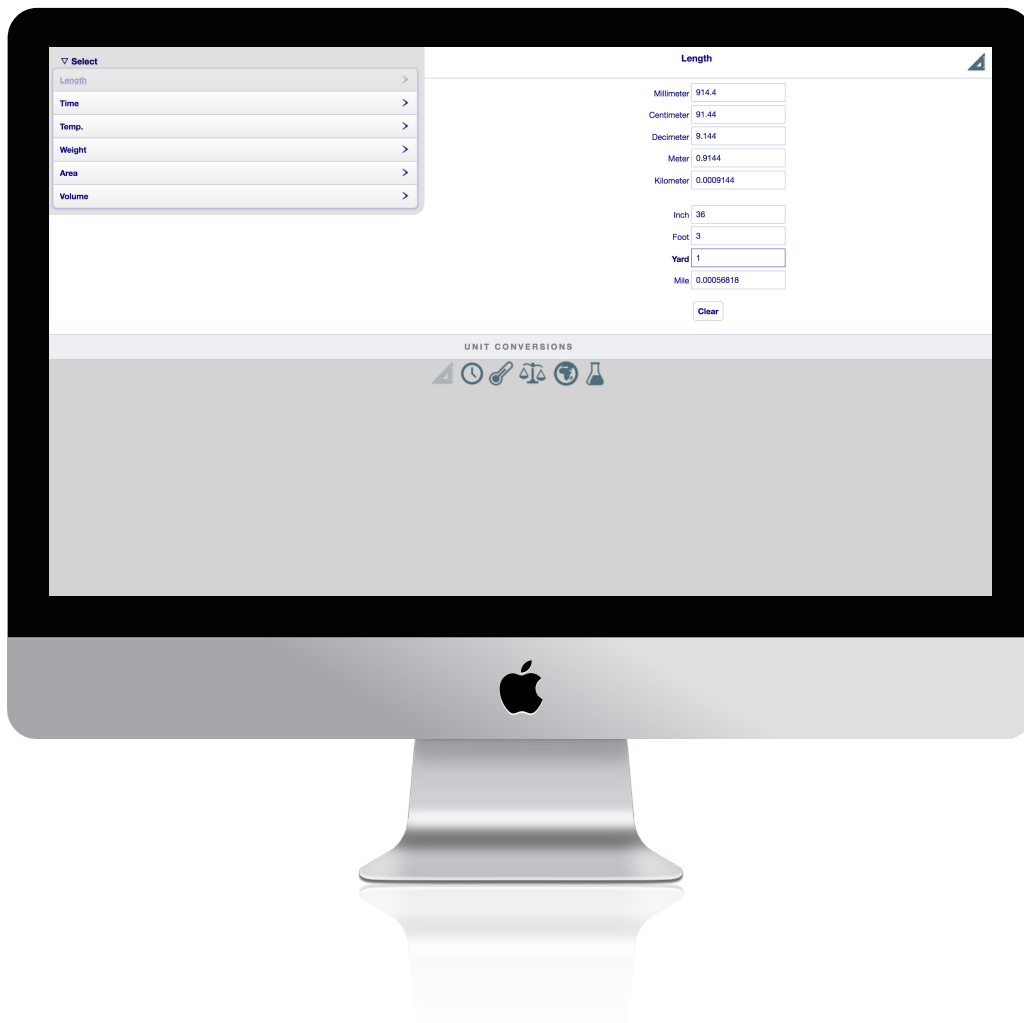 ▽ Select
Length
Time
Temp.
Weight
Area
Volume
Length
Millimeter 914.4
Centimeter 91.44
Decimeter 9.144
Meter 0.9144
Kilometer 0.0009144
Inch 36
Foot 3
Yard 1
Mile 0.00056818
Clear
UNIT CONVERSIONS